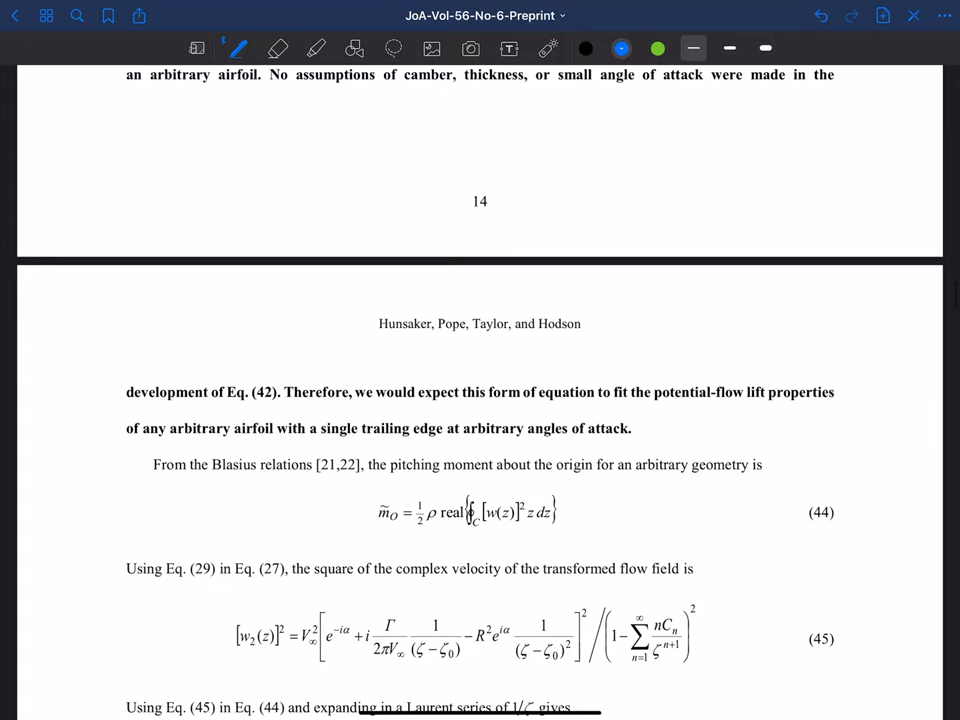 JoA-Vol-56-No-6-Preprint
an arbitrary airfoil. No assumptions of camber, thickness, or small angle of attack were made in the
14
Hunsaker, Pope, Taylor, and Hodson
development of Eq. (42). Therefore, we would expect this form of equation to fit the potential-flow lift properties
of any arbitrary airfoil with a single trailing edge at arbitrary angles of attack.
From the Blasius relations [21,22], the pitching moment about the origin for an arbitrary geometry is
m̃_O = 1/2 ρ real{∮_C [w(z)]² z dz} (44)
Using Eq. (29) in Eq. (27), the square of the complex velocity of the transformed flow field is
[w₂(z)]² = V∞² [e^{−iα} + i Γ/(2πV∞) 1/(ζ − ζ₀) − R² e^{iα} 1/(ζ − ζ₀)²]² / (1 − ∑_{n=1}^{∞} nCₙ/ζ^{n+1})² (45)
Using Eq. (45) in Eq. (44) and expanding in a Laurent series of 1/ζ gives